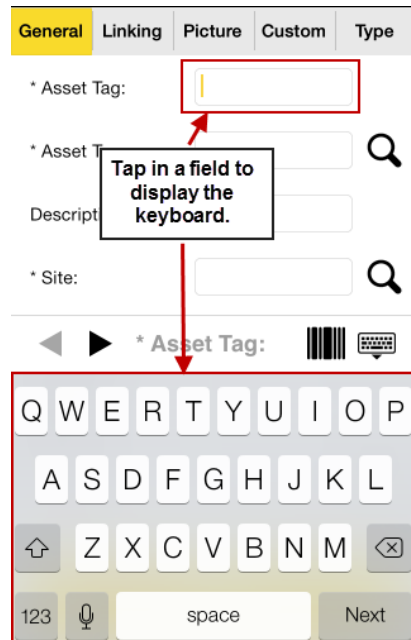 General Linking Picture Custom Type
* Asset Tag:
* Asset T
Tap in a field to
display the
keyboard.
Descripti
* Site:
* Asset Tag:
Q W E R T Y U I O P
A S D F G H J K L
Z X C V B N M
123 space Next